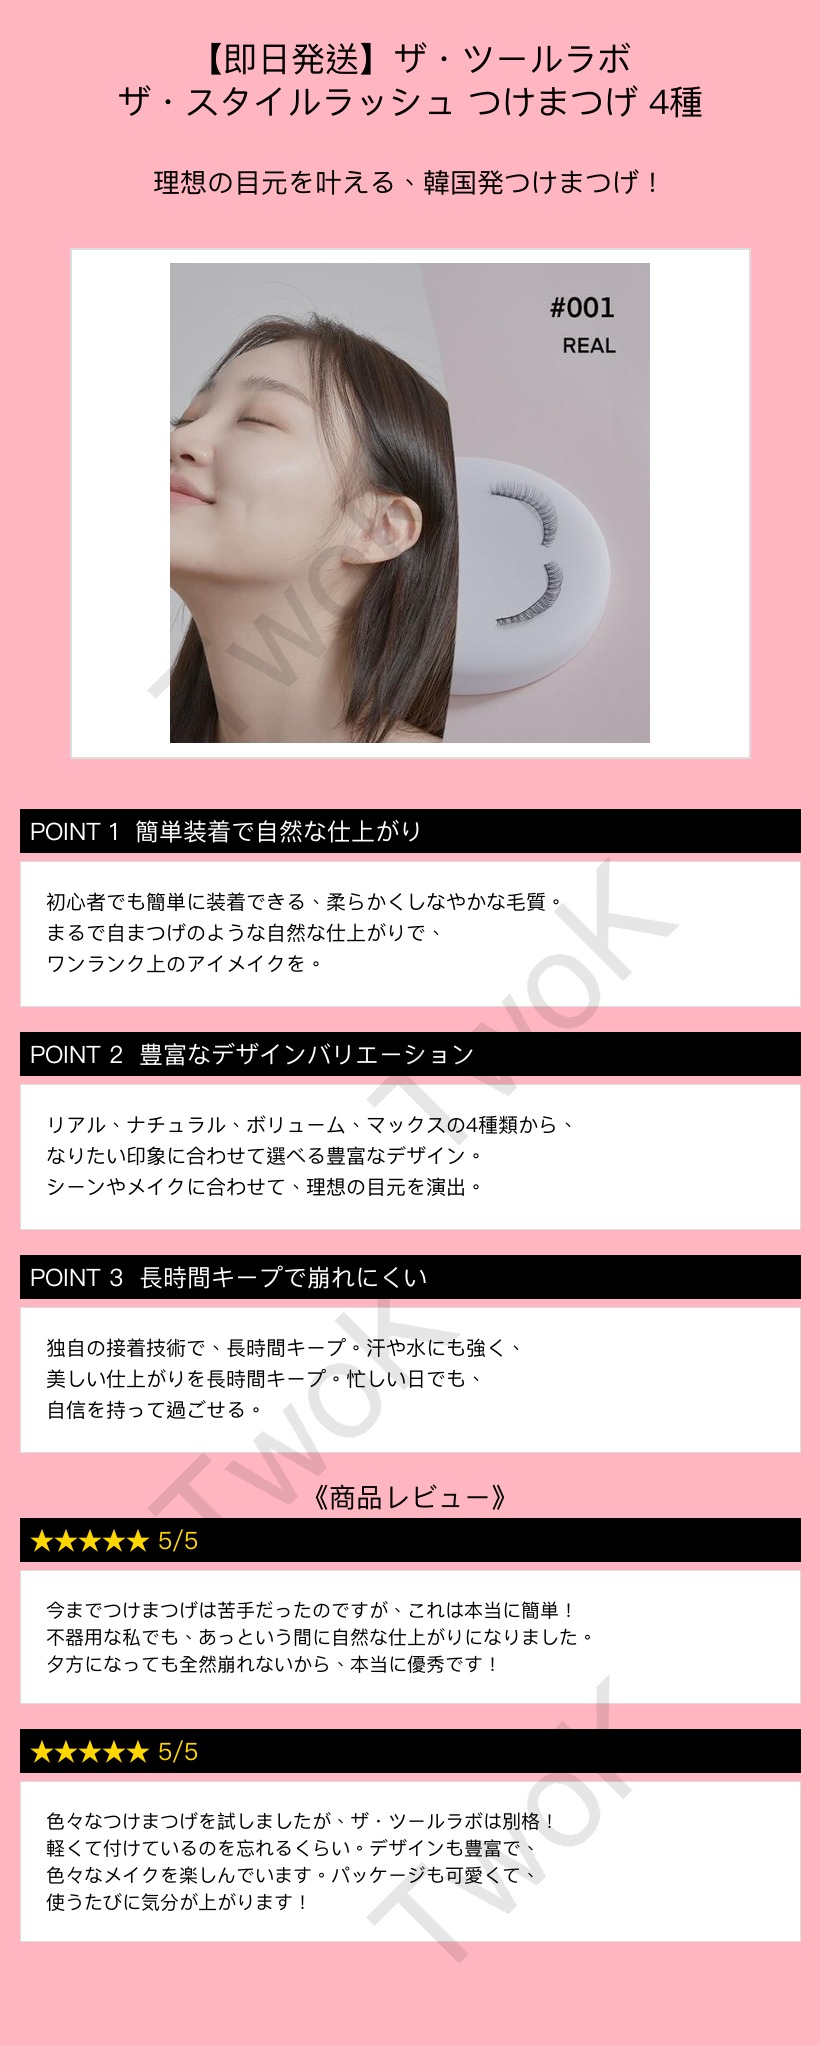 【即日発送】ザ・ツールラボ
ザ・スタイルラッシュ つけまつげ 4種
理想の目元を叶える、韓国発つけまつげ！
#001
REAL
POINT 1 簡単装着で自然な仕上がり
初心者でも簡単に装着できる、柔らかくしなやかな毛質。
まるで自まつげのような自然な仕上がりで、
ワンランク上のアイメイクを。
POINT 2 豊富なデザインバリエーション
リアル、ナチュラル、ボリューム、マックスの4種類から、
なりたい印象に合わせて選べる豊富なデザイン。
シーンやメイクに合わせて、理想の目元を演出。
POINT 3 長時間キープで崩れにくい
独自の接着技術で、長時間キープ。汗や水にも強く、
美しい仕上がりを長時間キープ。忙しい日でも、
自信を持って過ごせる。
《商品レビュー》
★★★★★ 5/5
今までつけまつげは苦手だったのですが、これは本当に簡単！
不器用な私でも、あっという間に自然な仕上がりになりました。
夕方になっても全然崩れないから、本当に優秀です！
★★★★★ 5/5
色々なつけまつげを試しましたが、ザ・ツールラボは別格！
軽くて付けているのを忘れるくらい。デザインも豊富で、
色々なメイクを楽しんでいます。パッケージも可愛くて、
使うたびに気分が上がります！
TwoK
TwoK
TwoK
TwoK